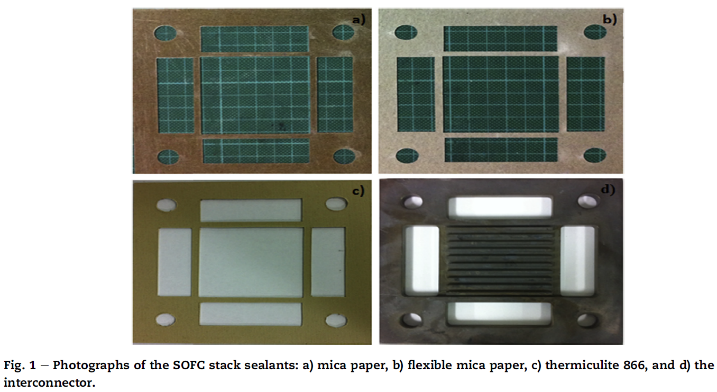 a)
b)
c)
d)
Fig. 1 – Photographs of the SOFC stack sealants: a) mica paper, b) flexible mica paper, c) thermiculite 866, and d) the
interconnector.